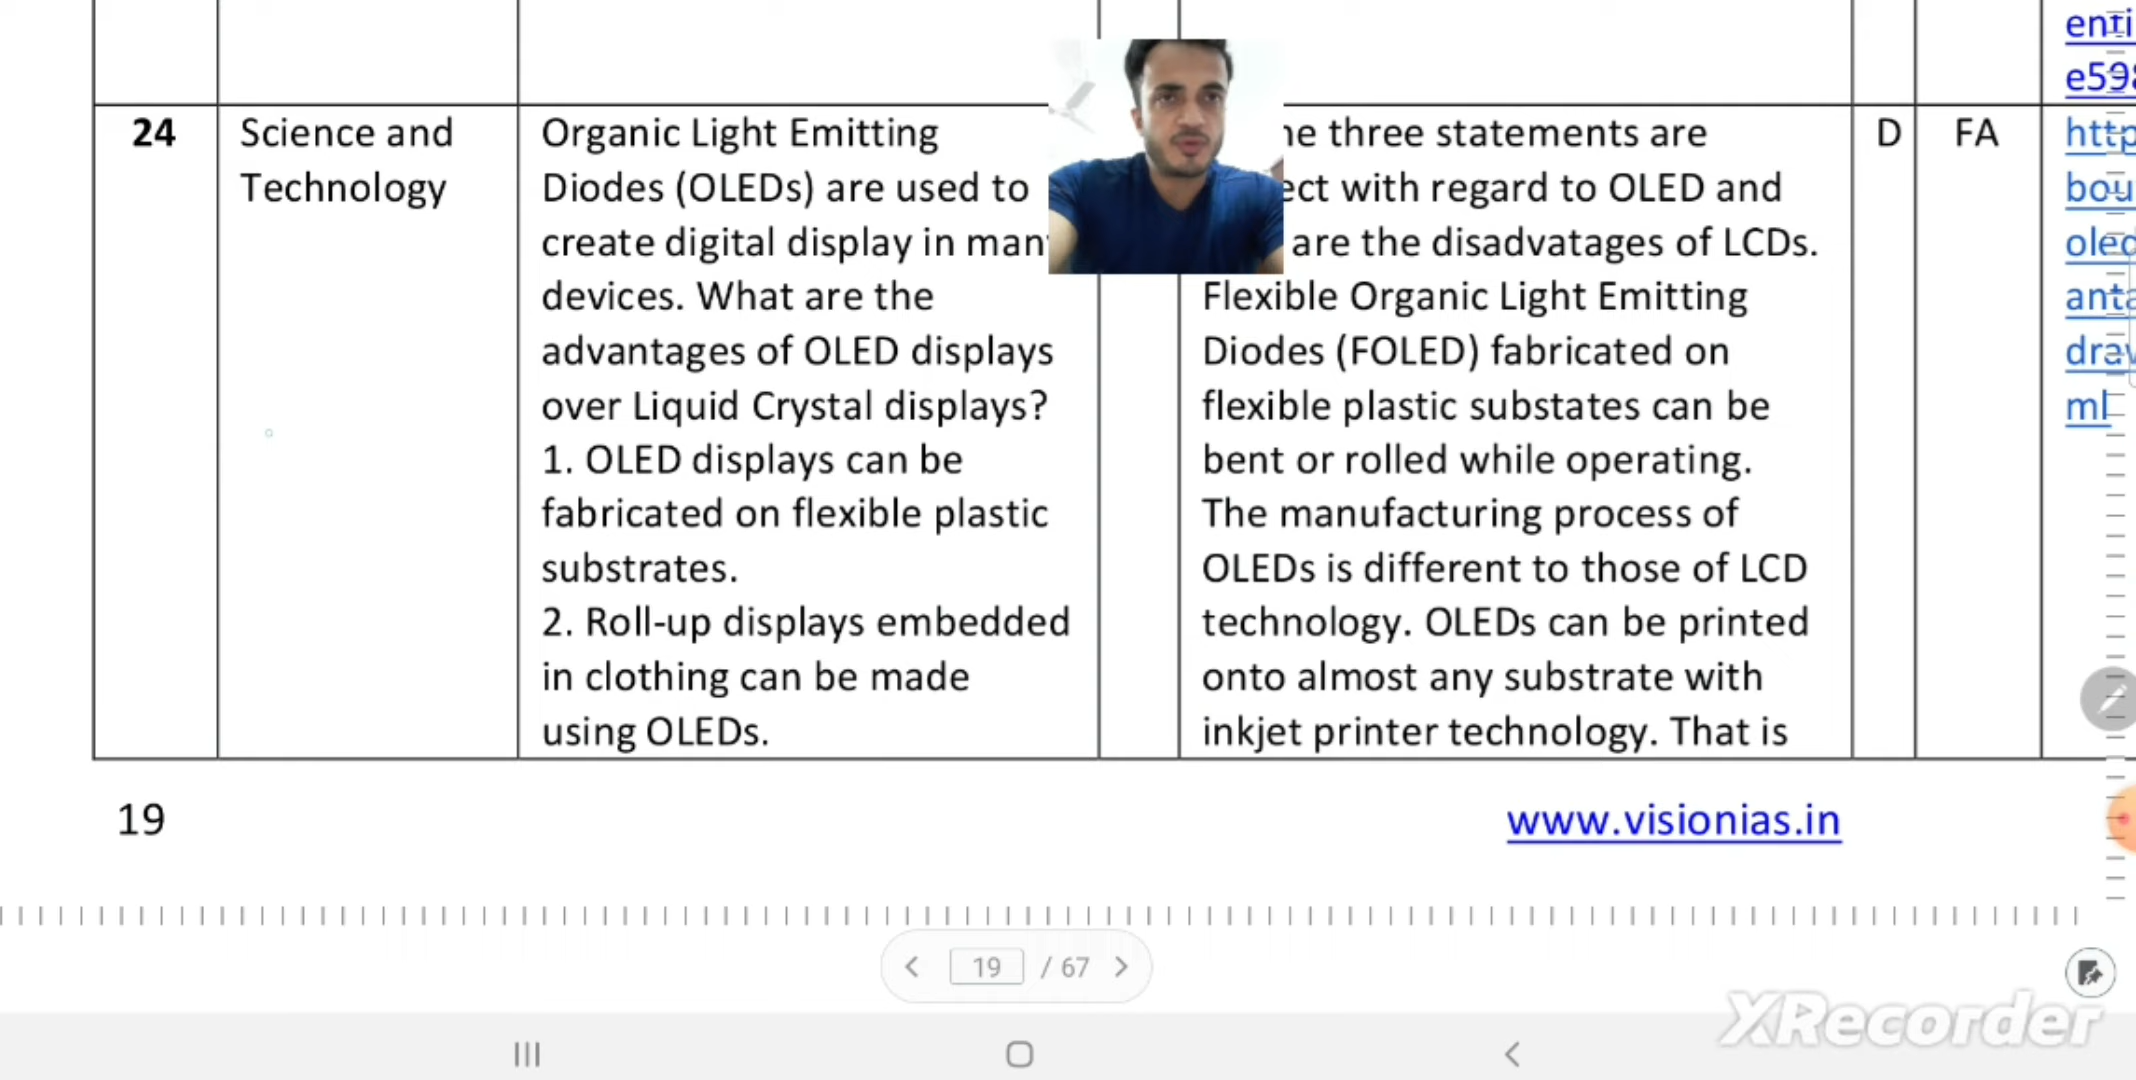 24
Science and
Technology
Organic Light Emitting
Diodes (OLEDs) are used to
create digital display in
devices. What are the
advantages of OLED displays
over Liquid Crystal displays?
1. OLED displays can be
fabricated on flexible plastic
substrates.
2. Roll-up displays embedded
in clothing can be made
using OLEDs.
three statements are
with regard to OLED and
are the disadvatages of LCDs.
Flexible Organic Light Emitting
Diodes (FOLED) fabricated on
flexible plastic substates can be
bent or rolled while operating.
The manufacturing process of
OLEDs is different to those of LCD
technology. OLEDs can be printed
onto almost any substrate with
inkjet printer technology. That is
D
FA
http
bou
oled
anta
ml
19
www.visionias.in
19 / 67
XRecorder